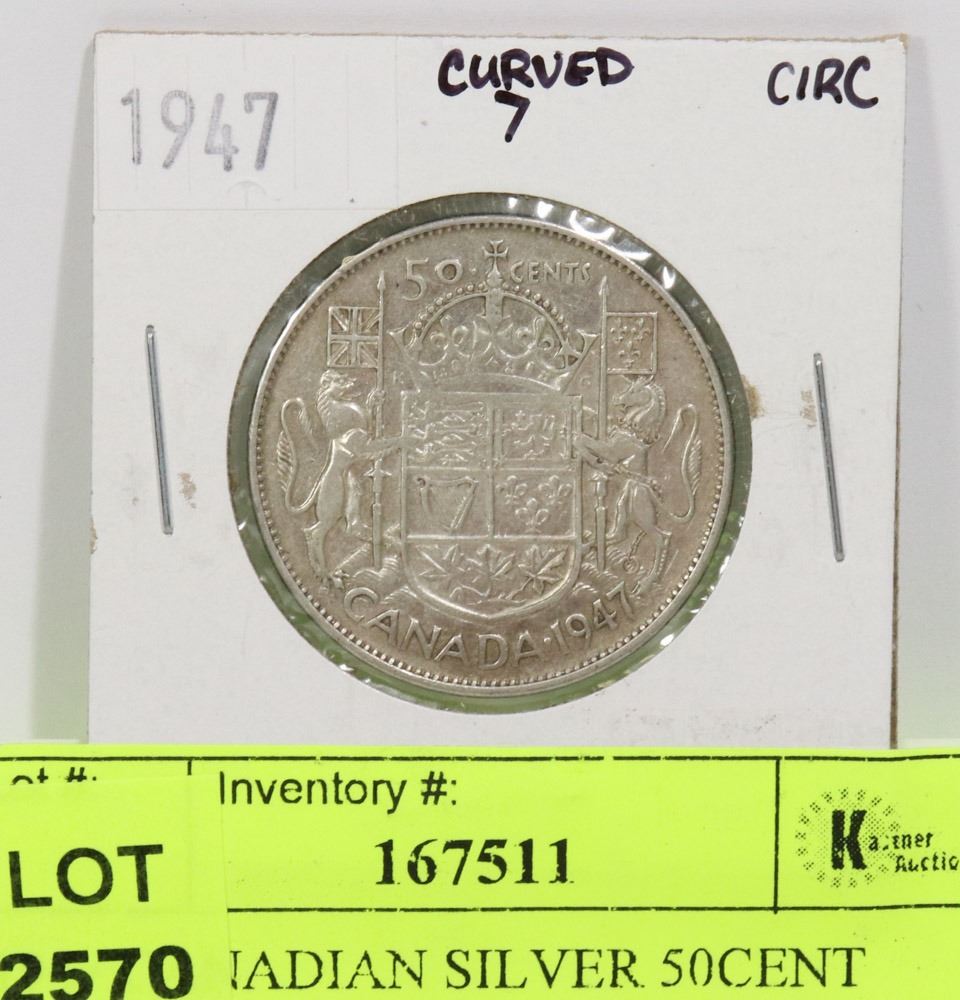 1947
CURVED
7
CIRC
50 CENTS
CANADA·1947
Inventory #:
167511
LOT
2570
NADIAN SILVER 50CENT